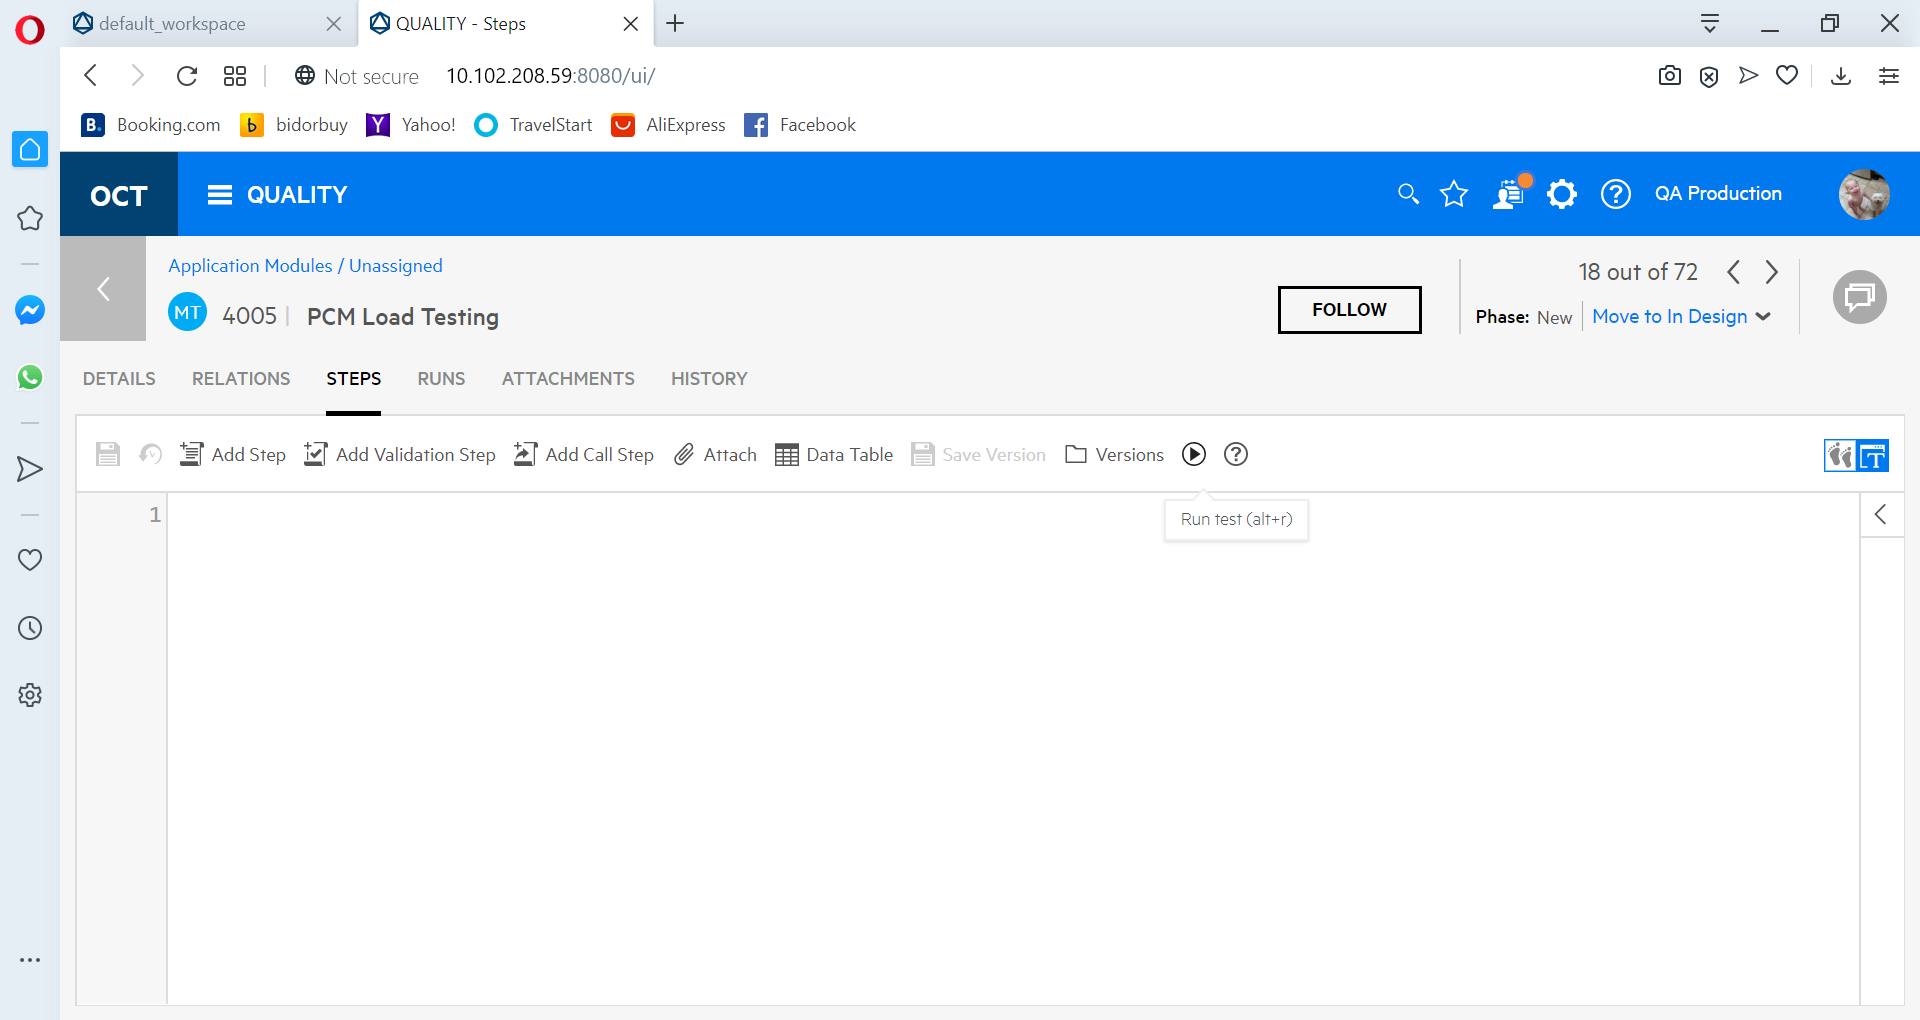 default_workspace
QUALITY - Steps
Not secure 10.102.208.59:8080/ui/
B. Booking.com b bidorbuy Y Yahoo! TravelStart AliExpress f Facebook
OCT QUALITY QA Production
Application Modules / Unassigned
MT 4005 | PCM Load Testing
FOLLOW
18 out of 72
Phase: New Move to In Design
DETAILS RELATIONS STEPS RUNS ATTACHMENTS HISTORY
Add Step Add Validation Step Add Call Step Attach Data Table Save Version Versions
1
Run test (alt+r)